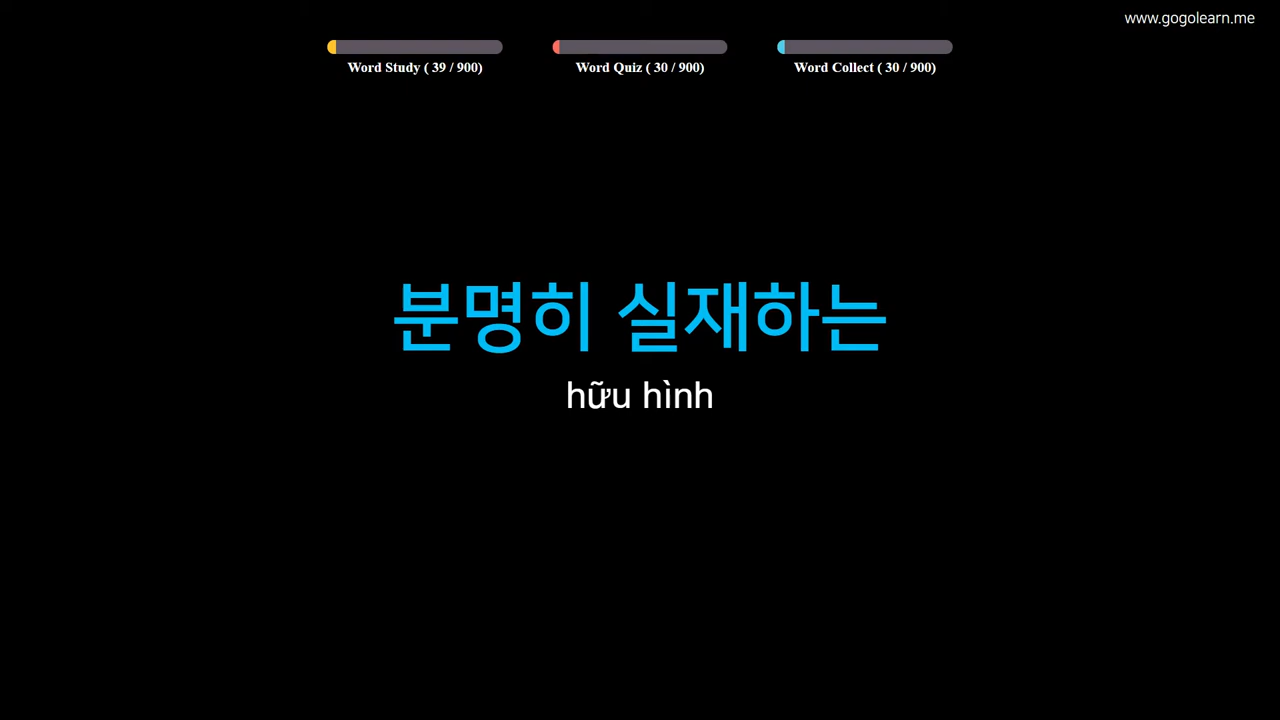 www.gogolearn.me
Word Study ( 39 / 900)
Word Quiz ( 30 / 900)
Word Collect ( 30 / 900)
분명히 실재하는
hữu hình